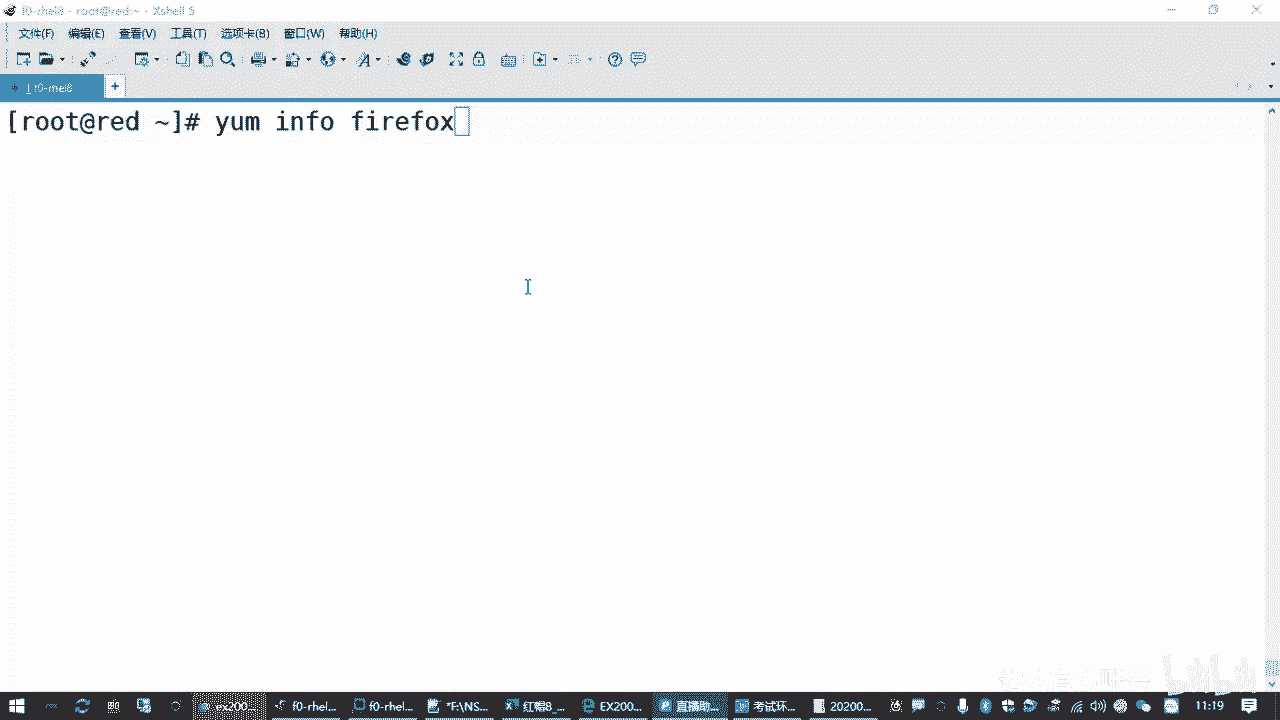 f0-rhel8 - root@red:~ - Xshell 5
文件(F) 编辑(E) 查看(V) 工具(T) 选项卡(B) 窗口(W) 帮助(H)
1 f0-rhel8
[root@red ~]# yum info firefox
ex200... f0-rhel... f0-rhel... *F:\NS... 红帽8_... EX200... 直播助... 考试环... 20200... 11:19
bilibili